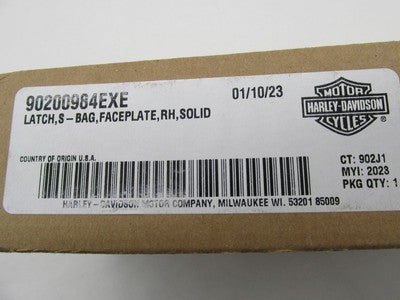 90200964EXE
01/10/23
LATCH,S-BAG,FACEPLATE,RH,SOLID
MOTOR
HARLEY-DAVIDSON
CYCLES
COUNTRY OF ORIGIN U.S.A.
CT: 902J1
MYI: 2023
PKG QTY: 1
HARLEY-DAVIDSON MOTOR COMPANY, MILWAUKEE WI. 53201 85009